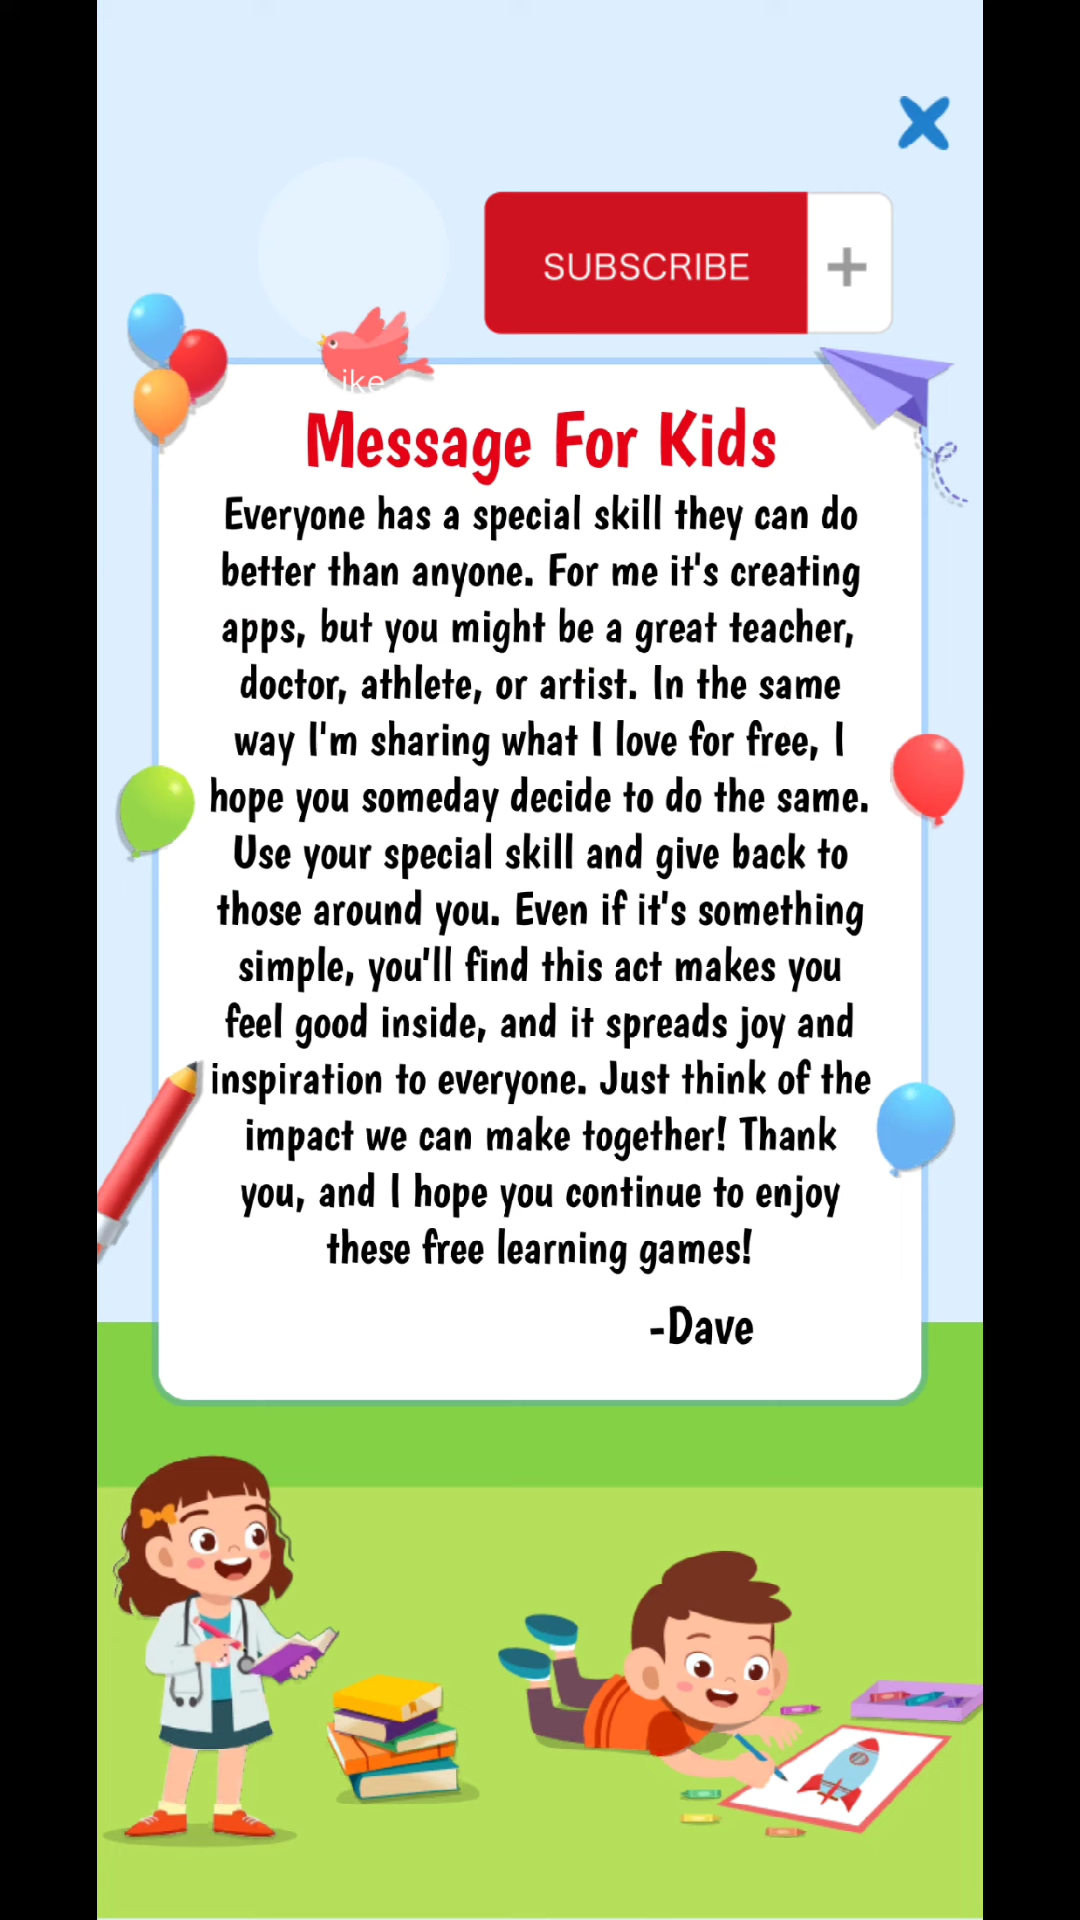 SUBSCRIBE +
Like
Message For Kids
Everyone has a special skill they can do
better than anyone. For me it's creating
apps, but you might be a great teacher,
doctor, athlete, or artist. In the same
way I'm sharing what I love for free, I
hope you someday decide to do the same.
Use your special skill and give back to
those around you. Even if it's something
simple, you'll find this act makes you
feel good inside, and it spreads joy and
inspiration to everyone. Just think of the
impact we can make together! Thank
you, and I hope you continue to enjoy
these free learning games!
-Dave